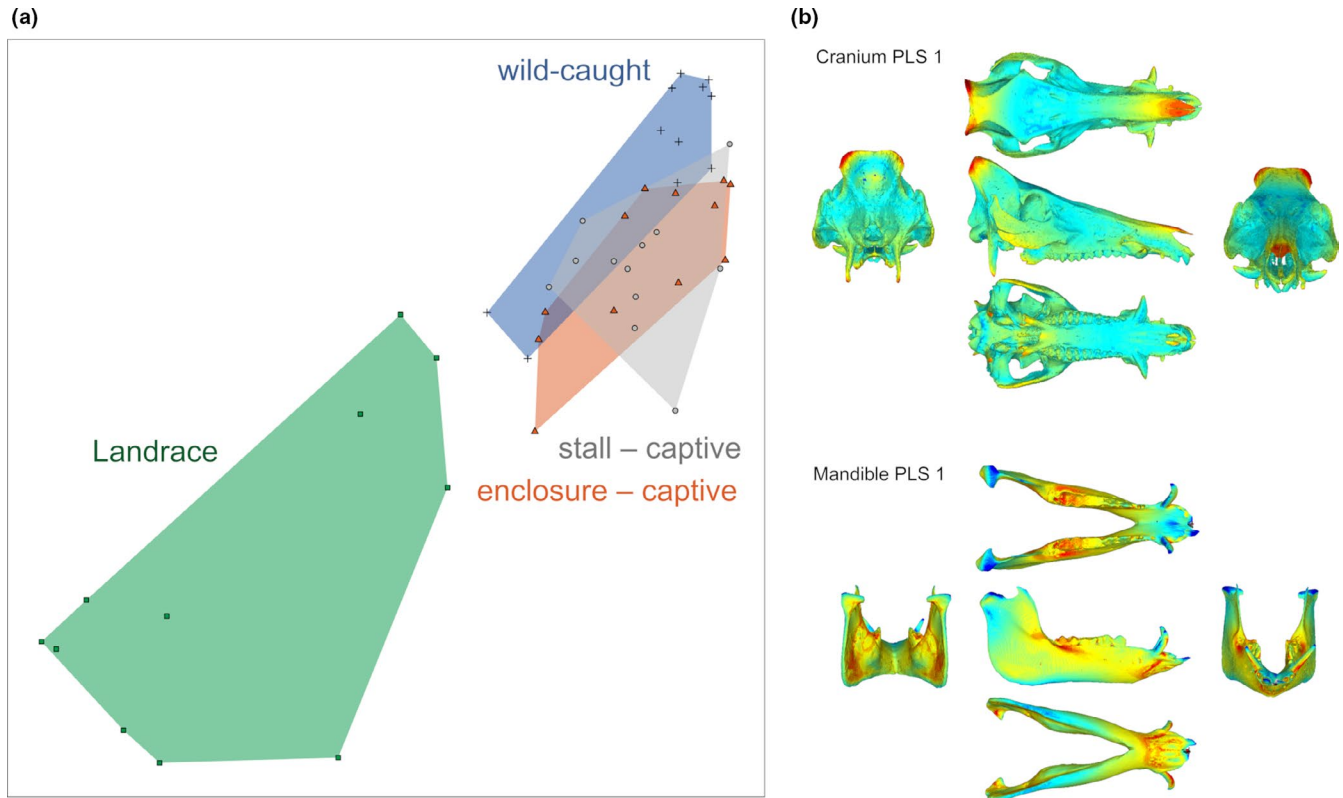 (a)
wild-caught
Landrace
stall – captive
enclosure – captive
(b)
Cranium PLS 1
Mandible PLS 1